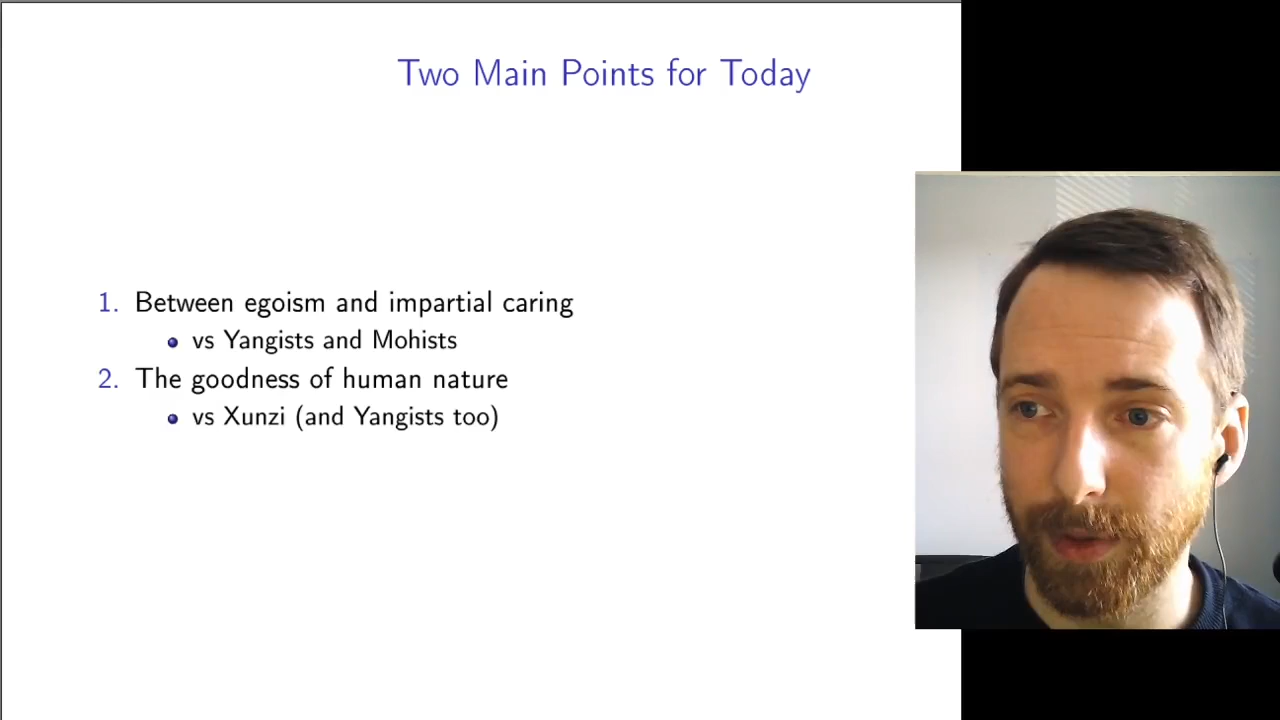 Two Main Points for Today
1. Between egoism and impartial caring
• vs Yangists and Mohists
2. The goodness of human nature
• vs Xunzi (and Yangists too)